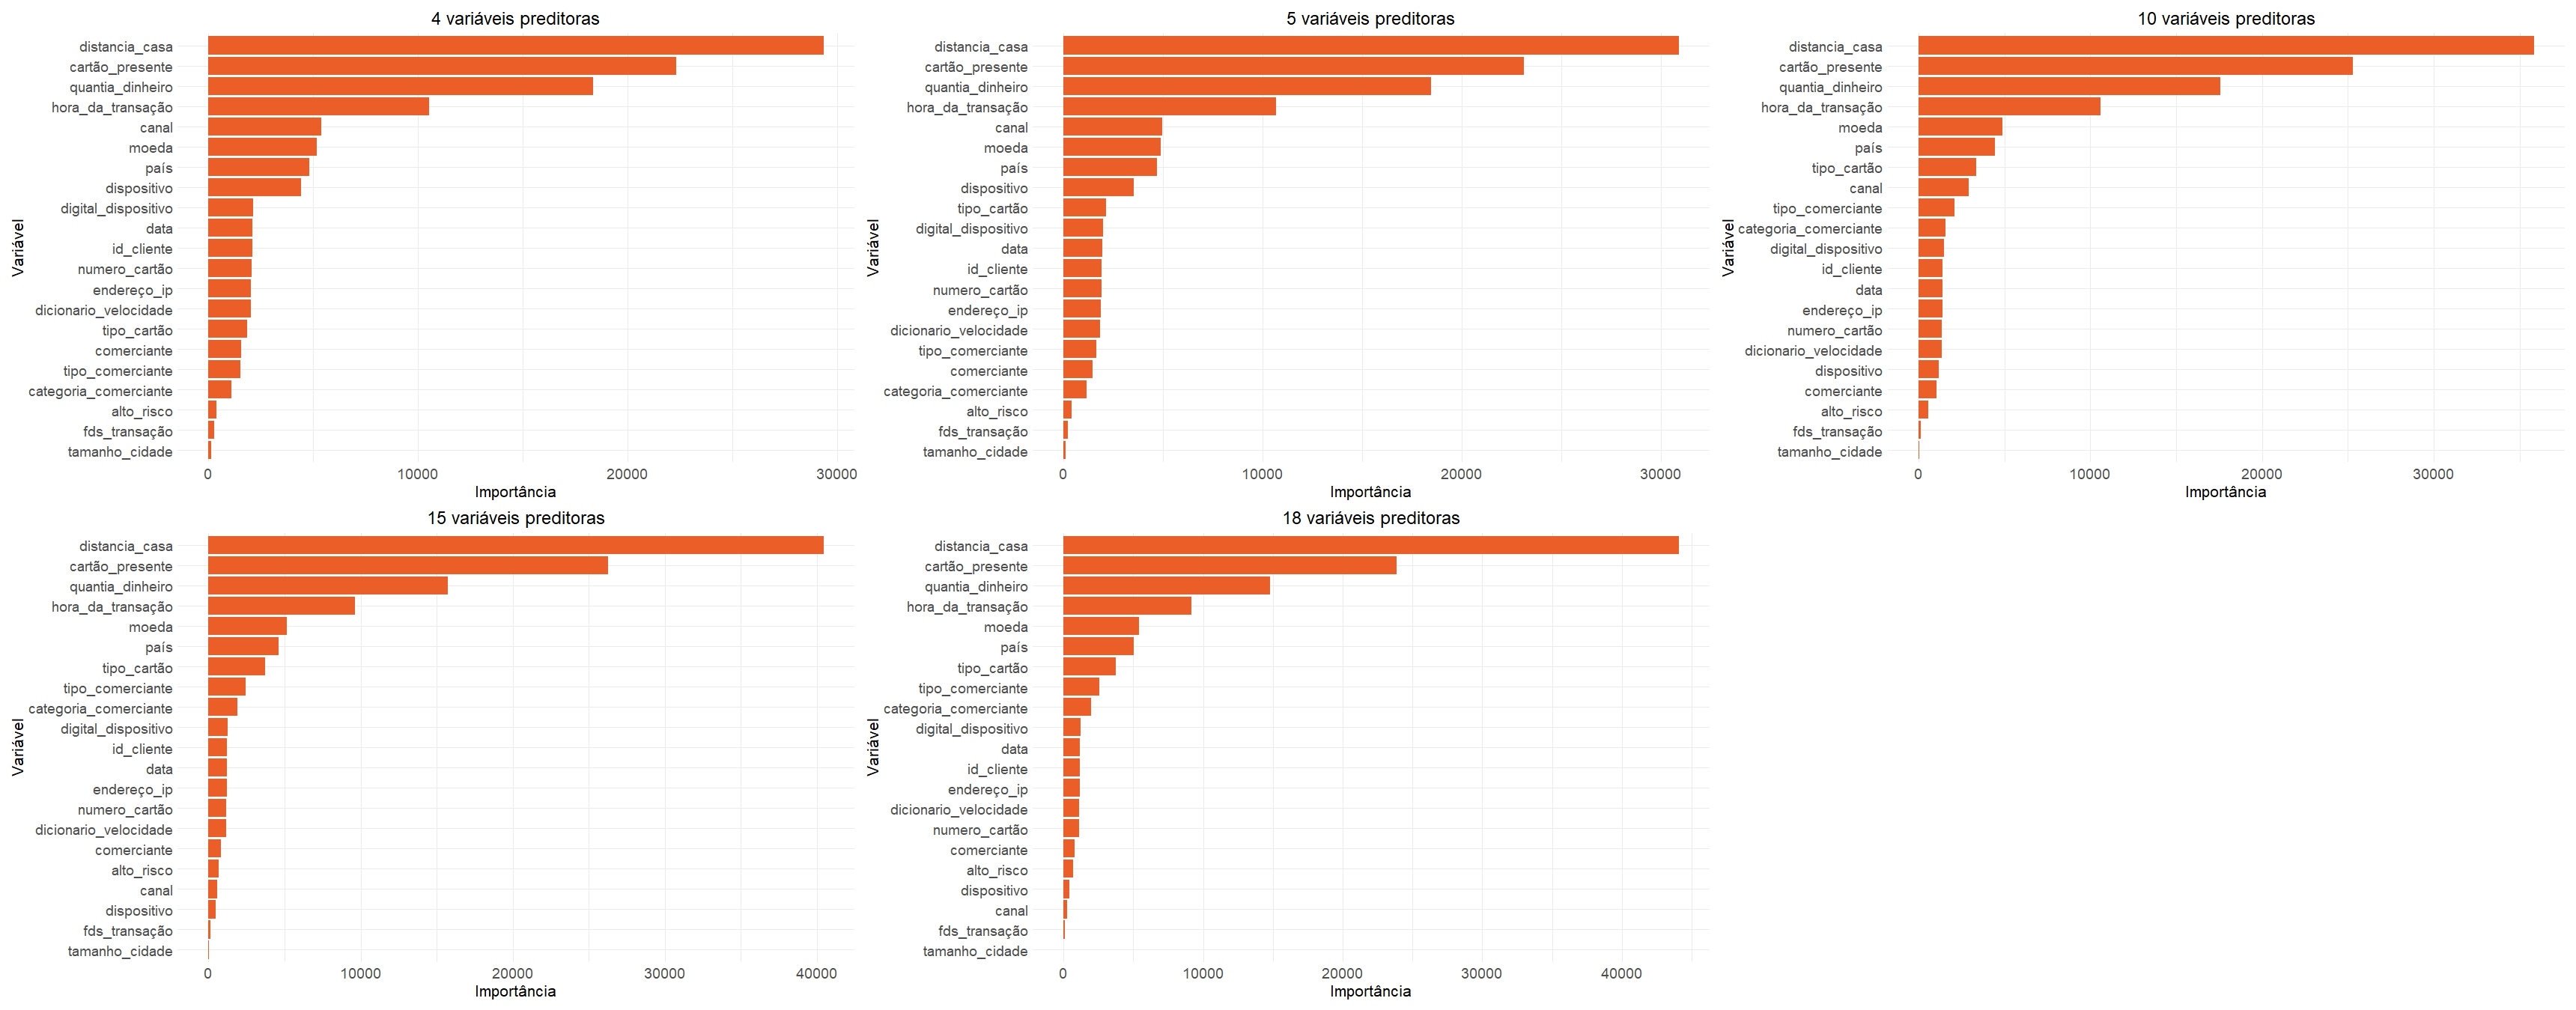 4 variáveis preditoras
distancia_casa
cartão_presente
quantia_dinheiro
hora_da_transação
canal
moeda
país
dispositivo
digital_dispositivo
data
id_cliente
numero_cartão
endereço_ip
dicionario_velocidade
tipo_cartão
comerciante
tipo_comerciante
categoria_comerciante
alto_risco
fds_transação
tamanho_cidade
Variável
0 10000 20000 30000
Importância
5 variáveis preditoras
distancia_casa
cartão_presente
quantia_dinheiro
hora_da_transação
canal
moeda
país
dispositivo
tipo_cartão
digital_dispositivo
data
id_cliente
numero_cartão
endereço_ip
dicionario_velocidade
tipo_comerciante
comerciante
categoria_comerciante
alto_risco
fds_transação
tamanho_cidade
Variável
0 10000 20000 30000
Importância
10 variáveis preditoras
distancia_casa
cartão_presente
quantia_dinheiro
hora_da_transação
moeda
país
tipo_cartão
canal
tipo_comerciante
categoria_comerciante
digital_dispositivo
id_cliente
data
endereço_ip
numero_cartão
dicionario_velocidade
dispositivo
comerciante
alto_risco
fds_transação
tamanho_cidade
Variável
0 10000 20000 30000
Importância
15 variáveis preditoras
distancia_casa
cartão_presente
quantia_dinheiro
hora_da_transação
moeda
país
tipo_cartão
tipo_comerciante
categoria_comerciante
digital_dispositivo
id_cliente
data
endereço_ip
numero_cartão
dicionario_velocidade
comerciante
alto_risco
canal
dispositivo
fds_transação
tamanho_cidade
Variável
0 10000 20000 30000 40000
Importância
18 variáveis preditoras
distancia_casa
cartão_presente
quantia_dinheiro
hora_da_transação
moeda
país
tipo_cartão
tipo_comerciante
categoria_comerciante
digital_dispositivo
data
id_cliente
endereço_ip
dicionario_velocidade
numero_cartão
comerciante
alto_risco
dispositivo
canal
fds_transação
tamanho_cidade
Variável
0 10000 20000 30000 40000
Importância